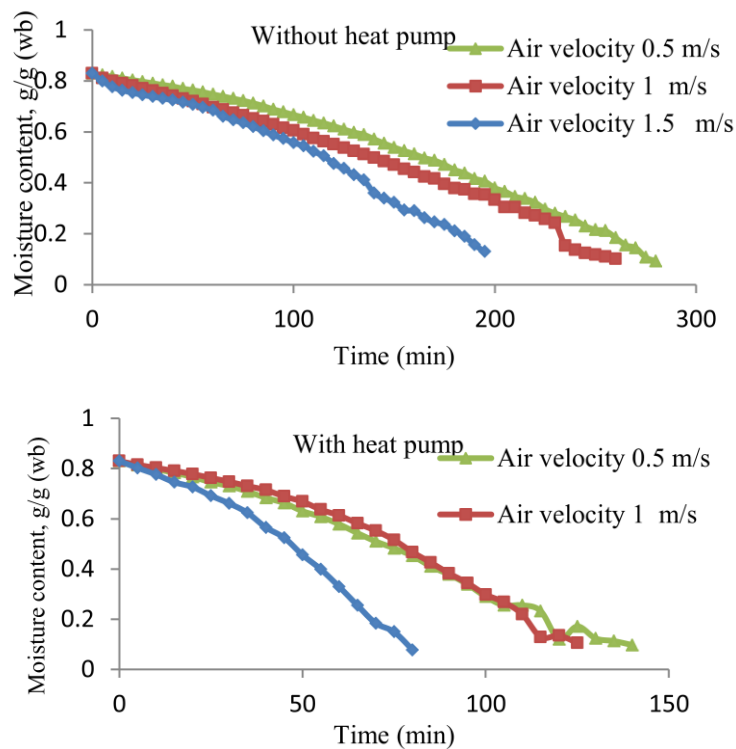 Without heat pump
Air velocity 0.5 m/s
Air velocity 1 m/s
Air velocity 1.5 m/s
Moisture content, g/g (wb)
1
0.8
0.6
0.4
0.2
0
0 100 200 300
Time (min)
With heat pump
Air velocity 0.5 m/s
Air velocity 1 m/s
Moisture content, g/g (wb)
1
0.8
0.6
0.4
0.2
0
0 50 100 150
Time (min)